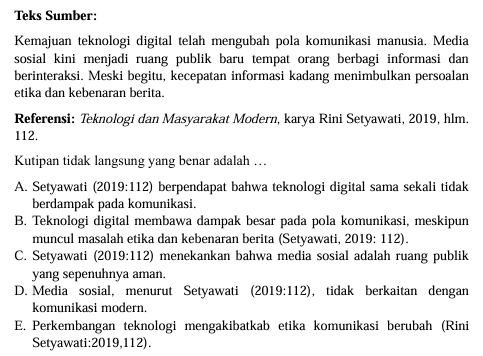 Teks Sumber:
Kemajuan teknologi digital telah mengubah pola komunikasi manusia. Media
sosial kini menjadi ruang publik baru tempat orang berbagi informasi dan
berinteraksi. Meski begitu, kecepatan informasi kadang menimbulkan persoalan
etika dan kebenaran berita.
Referensi: Teknologi dan Masyarakat Modern, karya Rini Setyawati, 2019, hlm.
112.
Kutipan tidak langsung yang benar adalah …
A. Setyawati (2019:112) berpendapat bahwa teknologi digital sama sekali tidak
berdampak pada komunikasi.
B. Teknologi digital membawa dampak besar pada pola komunikasi, meskipun
muncul masalah etika dan kebenaran berita (Setyawati, 2019: 112).
C. Setyawati (2019:112) menekankan bahwa media sosial adalah ruang publik
yang sepenuhnya aman.
D. Media sosial, menurut Setyawati (2019:112), tidak berkaitan dengan
komunikasi modern.
E. Perkembangan teknologi mengakibatkab etika komunikasi berubah (Rini
Setyawati:2019,112).